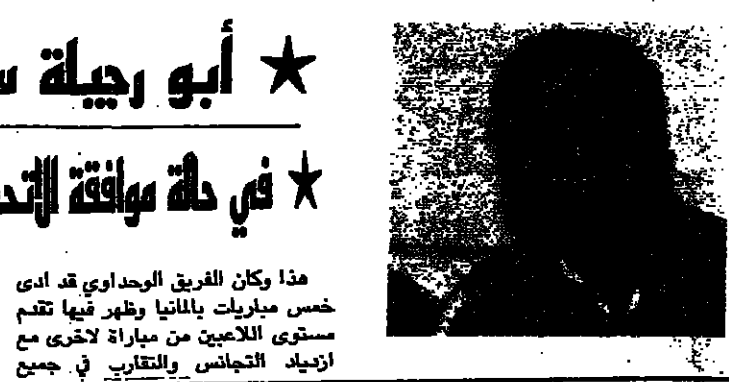 ★ أبو رجيلة
★ في حالة موافقة
هذا وكان الفريق الوحداوي قد ادى
خمس مباريات بالمانيا وظهر فيها تقدم
مستوى اللاعبين من مباراة لاخرى مع
ازدياد التجانس والتقارب في جميع